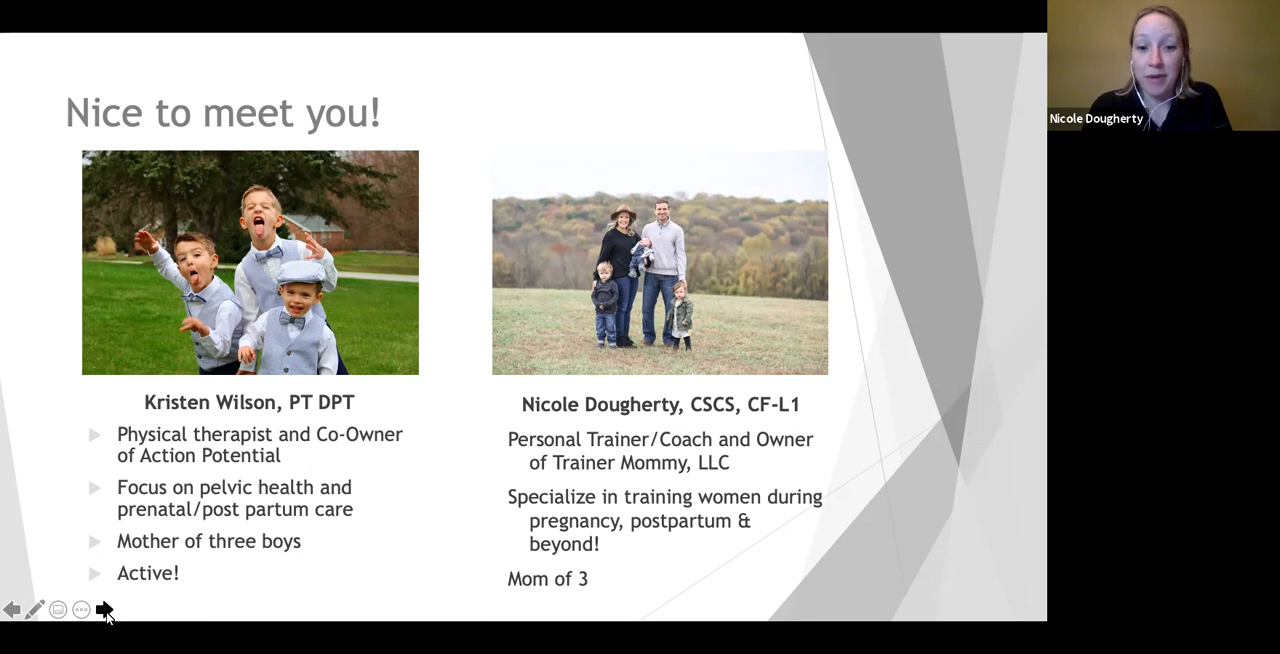 Nice to meet you!
Kristen Wilson, PT DPT
Physical therapist and Co-Owner
of Action Potential
Focus on pelvic health and
prenatal/post partum care
Mother of three boys
Active!
Nicole Dougherty, CSCS, CF-L1
Personal Trainer/Coach and Owner
of Trainer Mommy, LLC
Specialize in training women during
pregnancy, postpartum &
beyond!
Mom of 3
Nicole Dougherty